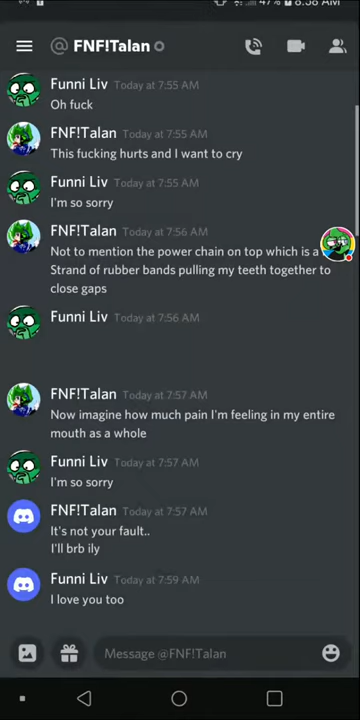 47% 8:58 AM
@ FNF!Talan
Funni Liv Today at 7:55 AM
Oh fuck
FNF!Talan Today at 7:55 AM
This fucking hurts and I want to cry
Funni Liv Today at 7:55 AM
I'm so sorry
FNF!Talan Today at 7:56 AM
Not to mention the power chain on top which is a
Strand of rubber bands pulling my teeth together to
close gaps
Funni Liv Today at 7:56 AM
FNF!Talan Today at 7:57 AM
Now imagine how much pain I'm feeling in my entire
mouth as a whole
Funni Liv Today at 7:57 AM
I'm so sorry
FNF!Talan Today at 7:57 AM
It's not your fault..
I'll brb ily
Funni Liv Today at 7:59 AM
I love you too
Message @FNF!Talan